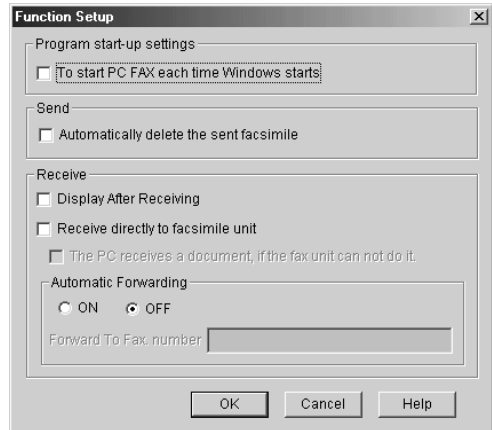 Function Setup
Program start-up settings
To start PC FAX each time Windows starts
Send
Automatically delete the sent facsimile
Receive
Display After Receiving
Receive directly to facsimile unit
The PC receives a document, if the fax unit can not do it.
Automatic Forwarding
ON OFF
Forward To Fax. number
OK Cancel Help